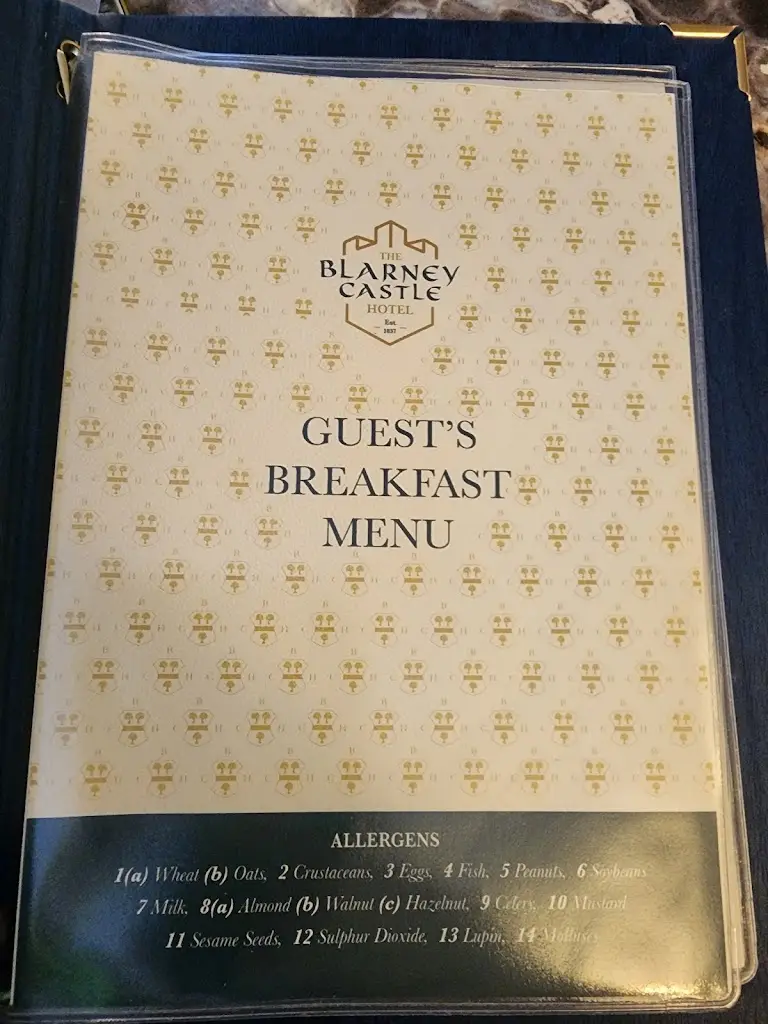 THE
BLARNEY
CASTLE
HOTEL
Est.
1837
GUEST'S
BREAKFAST
MENU
ALLERGENS
1(a) Wheat (b) Oats, 2 Crustaceans, 3 Eggs, 4 Fish, 5 Peanuts, 6 Soybeans
7 Milk, 8(a) Almond (b) Walnut (c) Hazelnut, 9 Celery, 10 Mustard
11 Sesame Seeds, 12 Sulphur Dioxide, 13 Lupin, 14